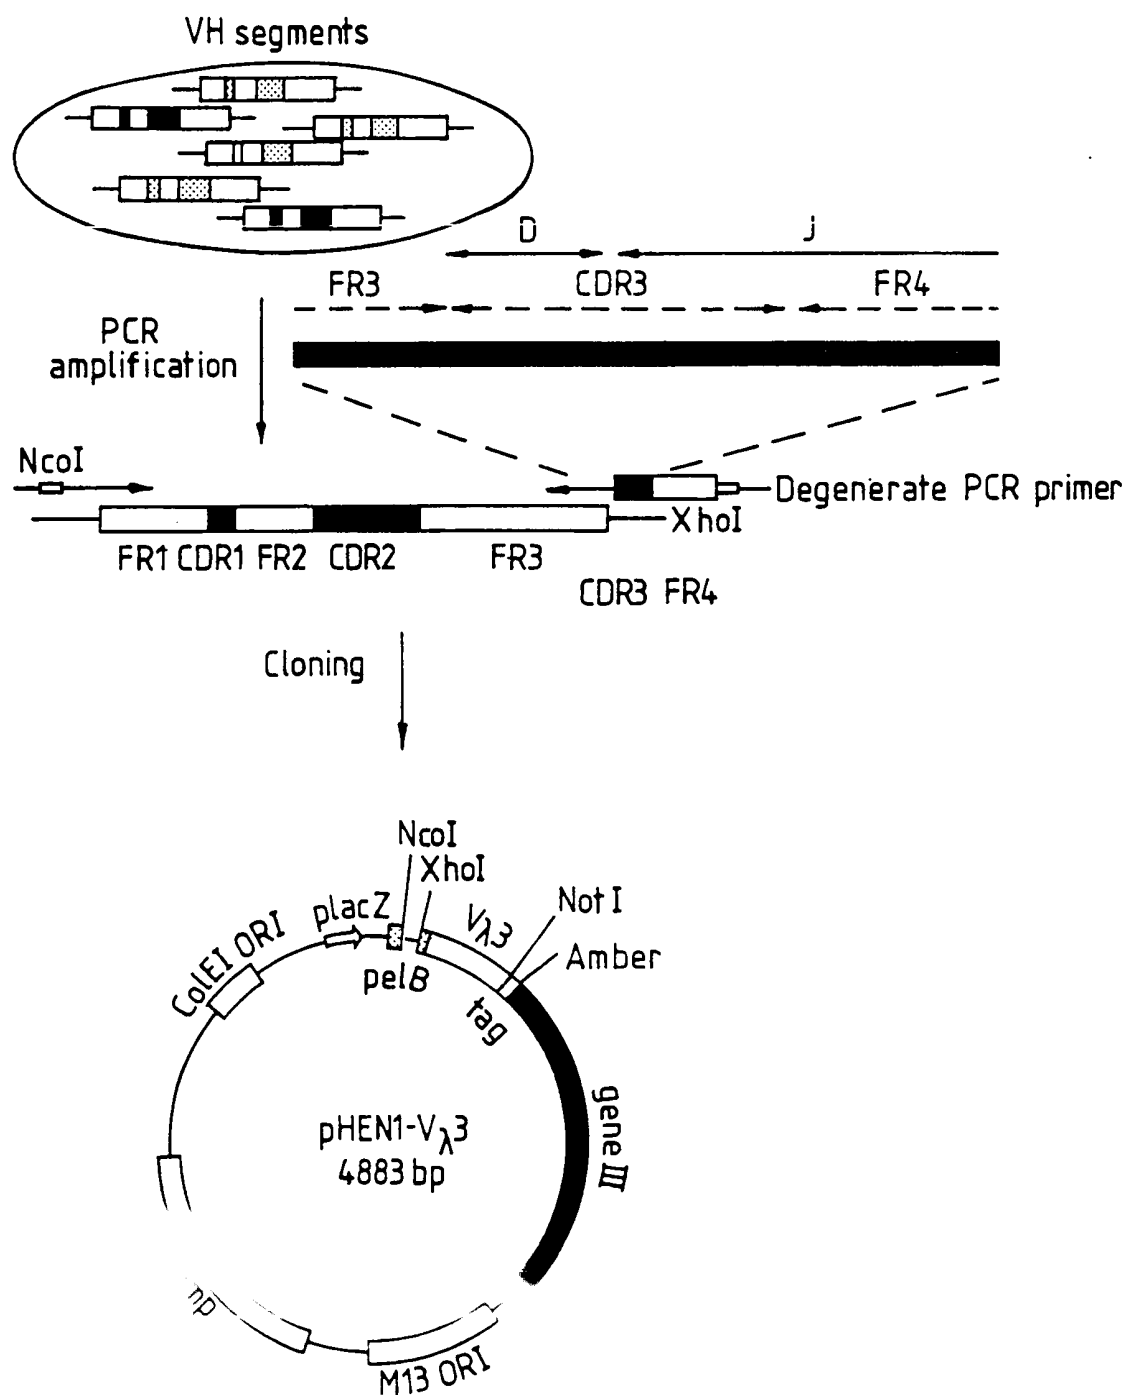 VH segments
D
J
FR3
CDR3
FR4
PCR
amplification
NcoI
Degenerate PCR primer
XhoI
FR1 CDR1 FR2 CDR2 FR3
CDR3 FR4
Cloning
NcoI
XhoI
placZ
Vλ3
Not I
ColEI ORI
pelB
Amber
tag
gene III
pHEN1-Vλ3
4883 bp
M13 ORI